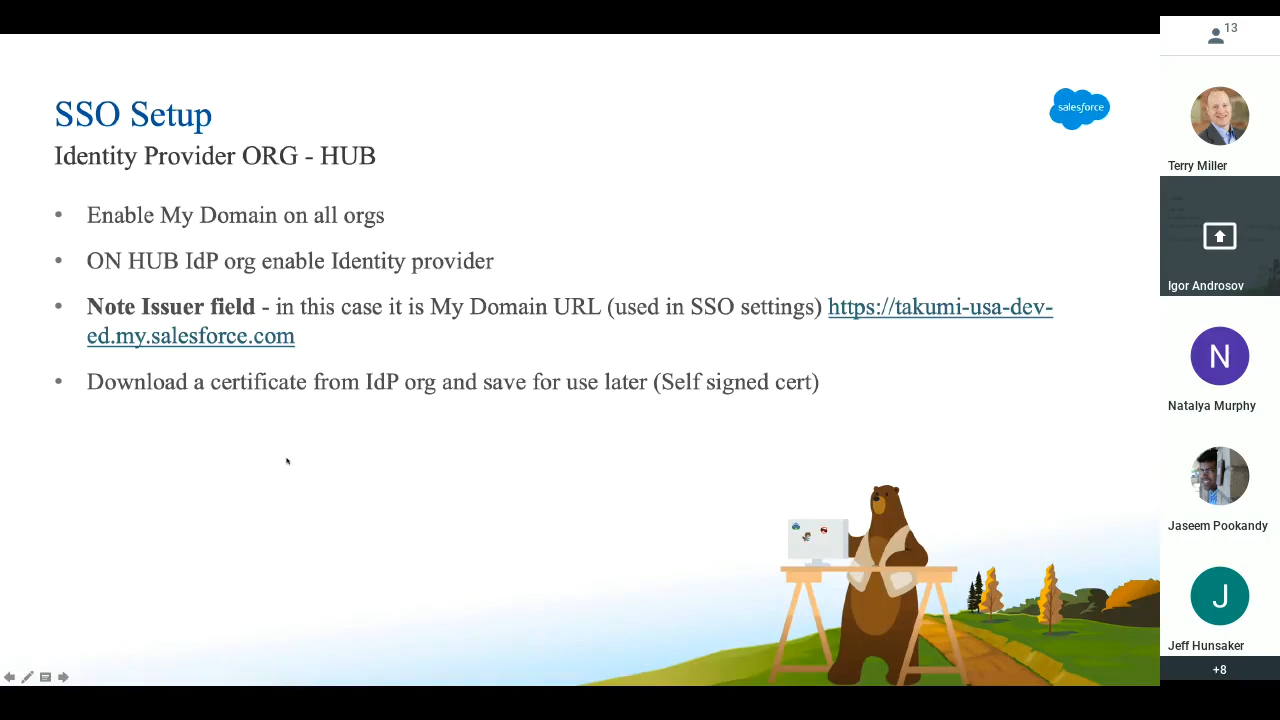 SSO Setup
Identity Provider ORG - HUB
• Enable My Domain on all orgs
• ON HUB IdP org enable Identity provider
• Note Issuer field - in this case it is My Domain URL (used in SSO settings) https://takumi-usa-dev-
ed.my.salesforce.com
• Download a certificate from IdP org and save for use later (Self signed cert)
salesforce
13
Terry Miller
Igor Androsov
N
Natalya Murphy
Jaseem Pookandy
J
Jeff Hunsaker
+8